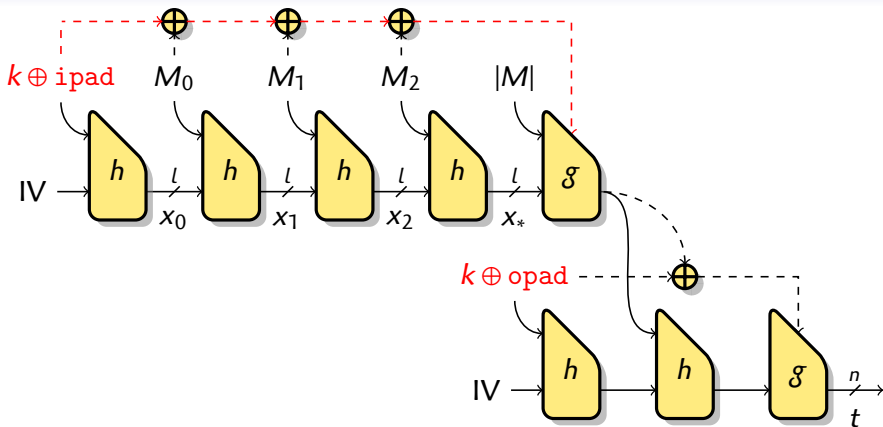 k ⊕ ipad M₀ M₁ M₂ |M|
h h h h g
IV l l l l
x₀ x₁ x₂ x*
k ⊕ opad
h h g
IV n
t